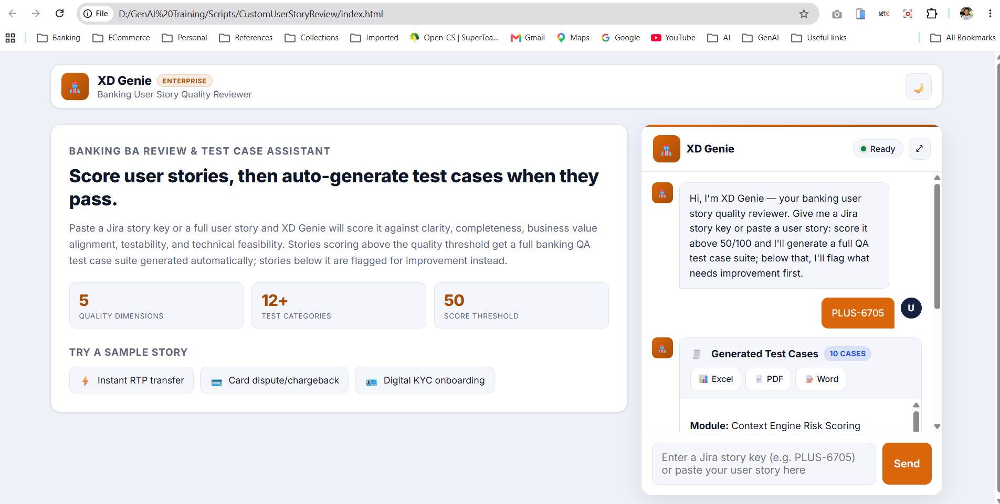 File
D:/GenAI%20Training/Scripts/CustomUserStoryReview/index.html
NETXD
Banking
ECommerce
Personal
References
Collections
Imported
Open-CS | SuperTea...
Gmail
Maps
Google
YouTube
AI
GenAI
Useful links
All Bookmarks
XD Genie ENTERPRISE
Banking User Story Quality Reviewer
BANKING BA REVIEW & TEST CASE ASSISTANT
Score user stories, then auto-generate test cases when they
pass.
Paste a Jira story key or a full user story and XD Genie will score it against clarity, completeness, business value
alignment, testability, and technical feasibility. Stories scoring above the quality threshold get a full banking QA
test case suite generated automatically; stories below it are flagged for improvement instead.
5
QUALITY DIMENSIONS
12+
TEST CATEGORIES
50
SCORE THRESHOLD
TRY A SAMPLE STORY
Instant RTP transfer
Card dispute/chargeback
Digital KYC onboarding
XD Genie
Ready
Hi, I'm XD Genie — your banking user
story quality reviewer. Give me a Jira
story key or paste a user story: score it
above 50/100 and I'll generate a full QA
test case suite; below that, I'll flag what
needs improvement first.
PLUS-6705
U
Generated Test Cases 10 CASES
Excel
PDF
Word
Module: Context Engine Risk Scoring
Enter a Jira story key (e.g. PLUS-6705)
or paste your user story here
Send